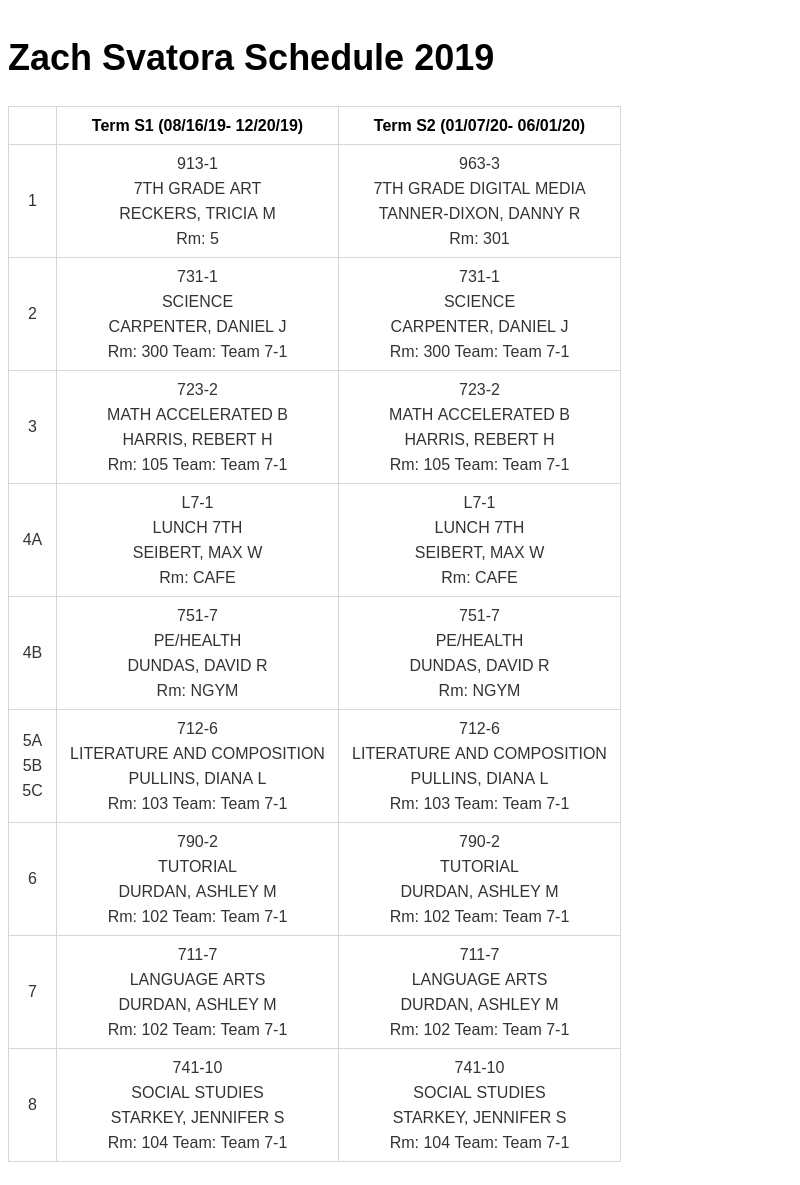 Zach Svatora Schedule 2019
Term S1 (08/16/19- 12/20/19) Term S2 (01/07/20- 06/01/20)
1
913-1
7TH GRADE ART
RECKERS, TRICIA M
Rm: 5
963-3
7TH GRADE DIGITAL MEDIA
TANNER-DIXON, DANNY R
Rm: 301
2
731-1
SCIENCE
CARPENTER, DANIEL J
Rm: 300 Team: Team 7-1
731-1
SCIENCE
CARPENTER, DANIEL J
Rm: 300 Team: Team 7-1
3
723-2
MATH ACCELERATED B
HARRIS, REBERT H
Rm: 105 Team: Team 7-1
723-2
MATH ACCELERATED B
HARRIS, REBERT H
Rm: 105 Team: Team 7-1
4A
L7-1
LUNCH 7TH
SEIBERT, MAX W
Rm: CAFE
L7-1
LUNCH 7TH
SEIBERT, MAX W
Rm: CAFE
4B
751-7
PE/HEALTH
DUNDAS, DAVID R
Rm: NGYM
751-7
PE/HEALTH
DUNDAS, DAVID R
Rm: NGYM
5A
5B
5C
712-6
LITERATURE AND COMPOSITION
PULLINS, DIANA L
Rm: 103 Team: Team 7-1
712-6
LITERATURE AND COMPOSITION
PULLINS, DIANA L
Rm: 103 Team: Team 7-1
6
790-2
TUTORIAL
DURDAN, ASHLEY M
Rm: 102 Team: Team 7-1
790-2
TUTORIAL
DURDAN, ASHLEY M
Rm: 102 Team: Team 7-1
7
711-7
LANGUAGE ARTS
DURDAN, ASHLEY M
Rm: 102 Team: Team 7-1
711-7
LANGUAGE ARTS
DURDAN, ASHLEY M
Rm: 102 Team: Team 7-1
8
741-10
SOCIAL STUDIES
STARKEY, JENNIFER S
Rm: 104 Team: Team 7-1
741-10
SOCIAL STUDIES
STARKEY, JENNIFER S
Rm: 104 Team: Team 7-1